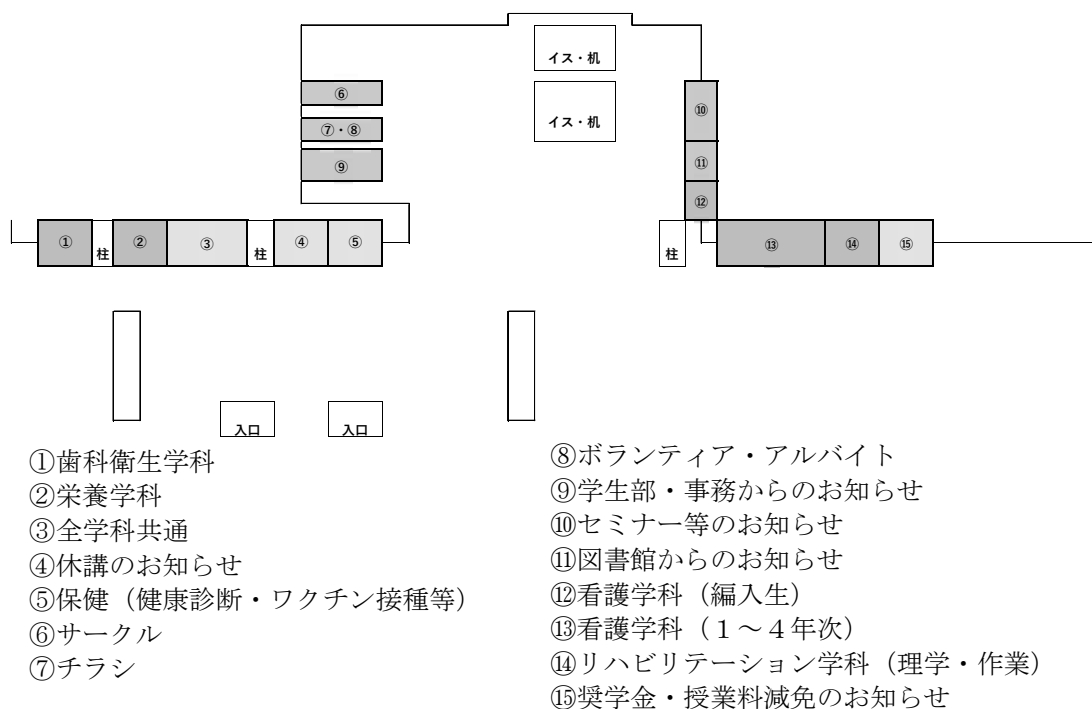 イス・机
イス・机
⑥
⑦・⑧
⑨
⑩
⑪
⑫
①
柱
②
③
柱
④
⑤
柱
⑬
⑭
⑮
入口
入口
①歯科衛生学科
②栄養学科
③全学科共通
④休講のお知らせ
⑤保健（健康診断・ワクチン接種等）
⑥サークル
⑦チラシ
⑧ボランティア・アルバイト
⑨学生部・事務からのお知らせ
⑩セミナー等のお知らせ
⑪図書館からのお知らせ
⑫看護学科（編入生）
⑬看護学科（１～４年次）
⑭リハビリテーション学科（理学・作業）
⑮奨学金・授業料減免のお知らせ